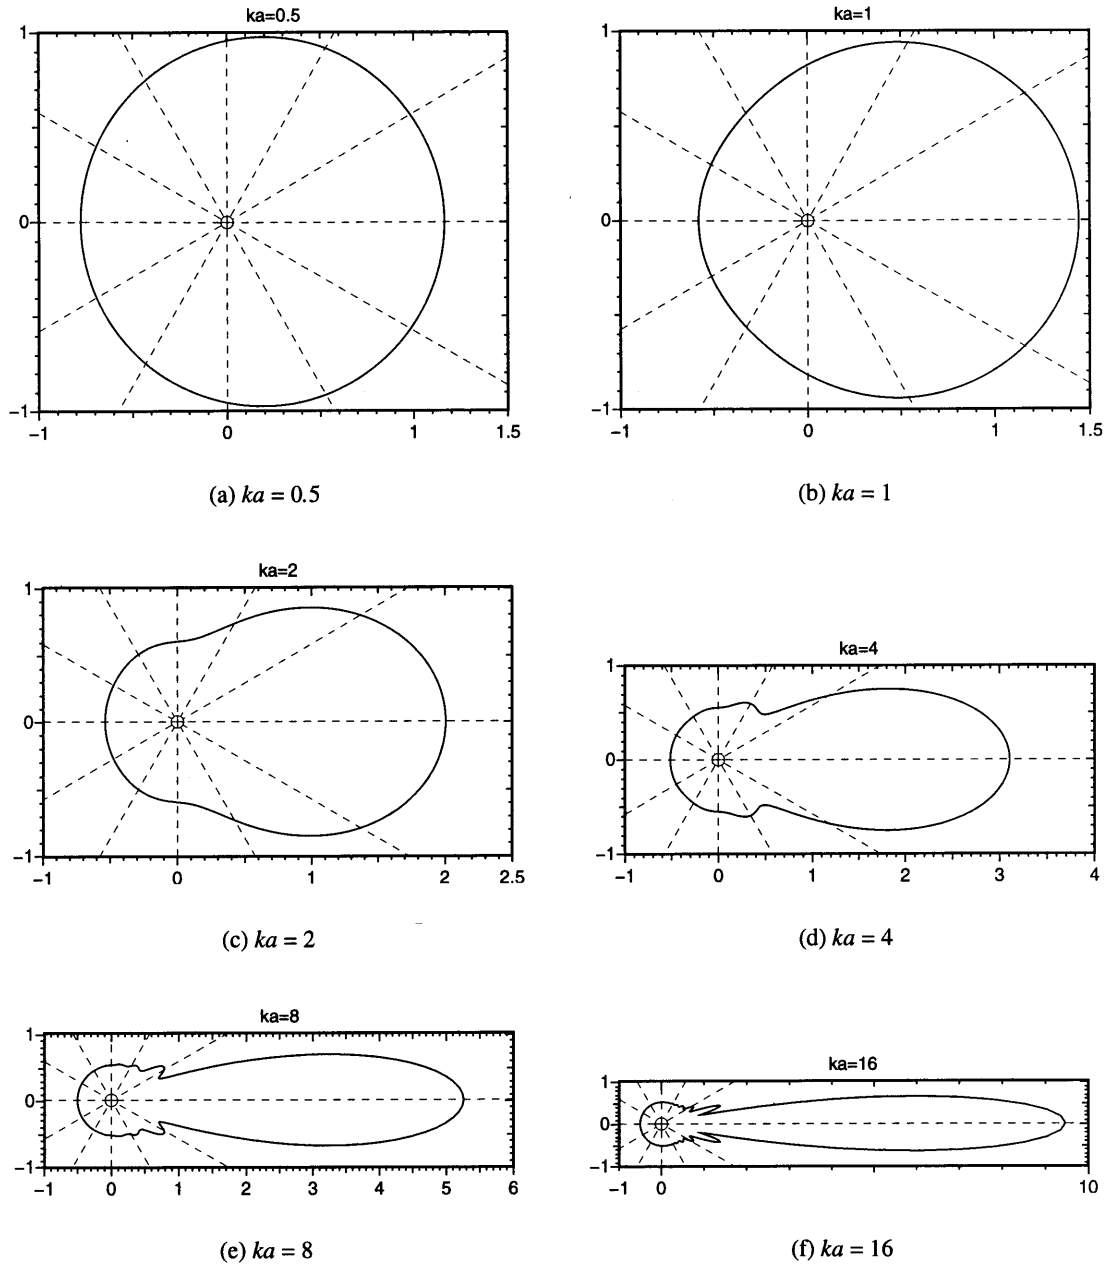 ka=0.5
1
0
−1
−1 0 1 1.5
(a) ka = 0.5
ka=1
1
0
−1
−1 0 1 1.5
(b) ka = 1
ka=2
1
0
−1
−1 0 1 2 2.5
(c) ka = 2
ka=4
1
0
−1
−1 0 1 2 3 4
(d) ka = 4
ka=8
1
0
−1
−1 0 1 2 3 4 5 6
(e) ka = 8
ka=16
1
0
−1
−1 0 10
(f) ka = 16